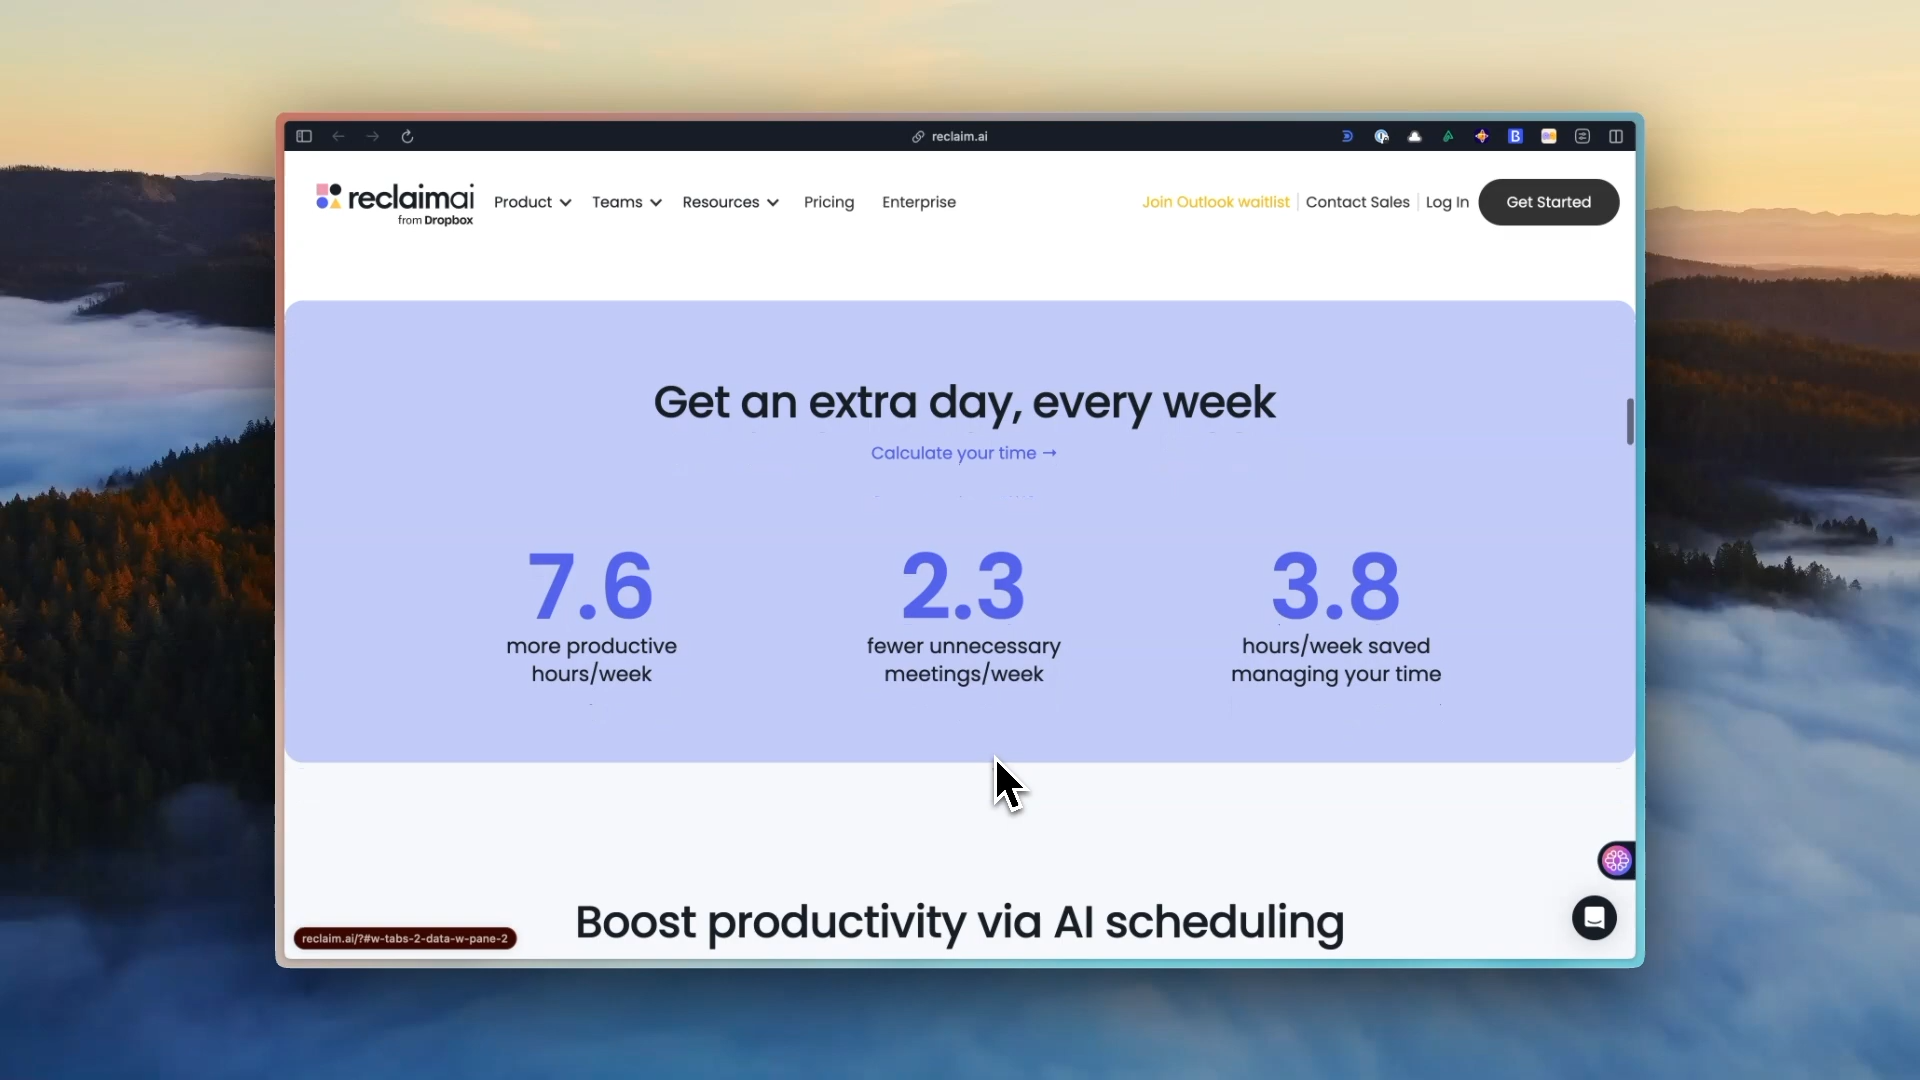 reclaim.ai
reclaimai
from Dropbox
Product
Teams
Resources
Pricing
Enterprise
Join Outlook waitlist
Contact Sales
Log In
Get Started
Get an extra day, every week
Calculate your time →
7.6
more productive
hours/week
2.3
fewer unnecessary
meetings/week
3.8
hours/week saved
managing your time
Boost productivity via AI scheduling
reclaim.ai/?#w-tabs-2-data-w-pane-2